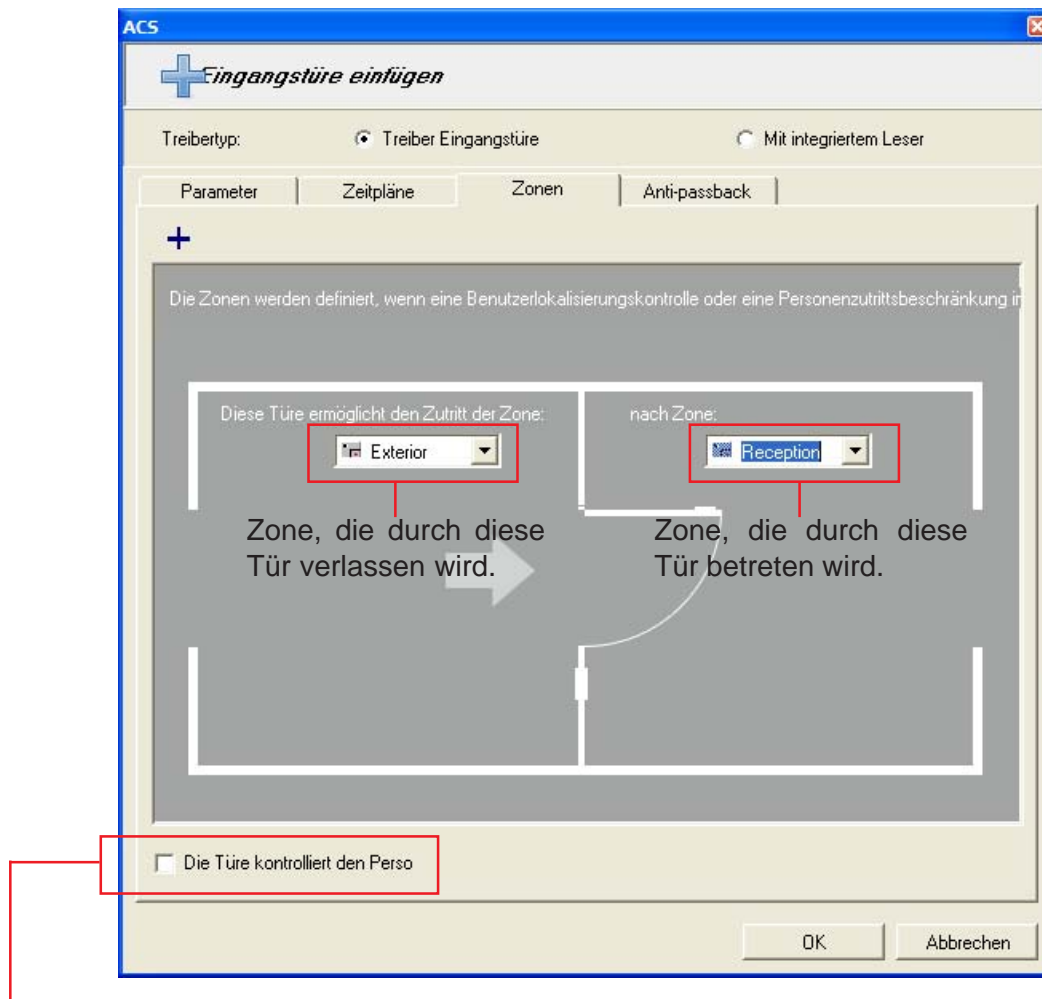 ACS
Eingangstüre einfügen
Treibertyp: Treiber Eingangstüre Mit integriertem Leser
Parameter Zeitpläne Zonen Anti-passback
Die Zonen werden definiert, wenn eine Benutzerlokalisierungskontrolle oder eine Personenzutrittsbeschränkung in
Diese Türe ermöglicht den Zutritt der Zone: nach Zone:
Exterior Reception
Zone, die durch diese Zone, die durch diese
Tür verlassen wird. Tür betreten wird.
Die Türe kontrolliert den Perso
OK Abbrechen